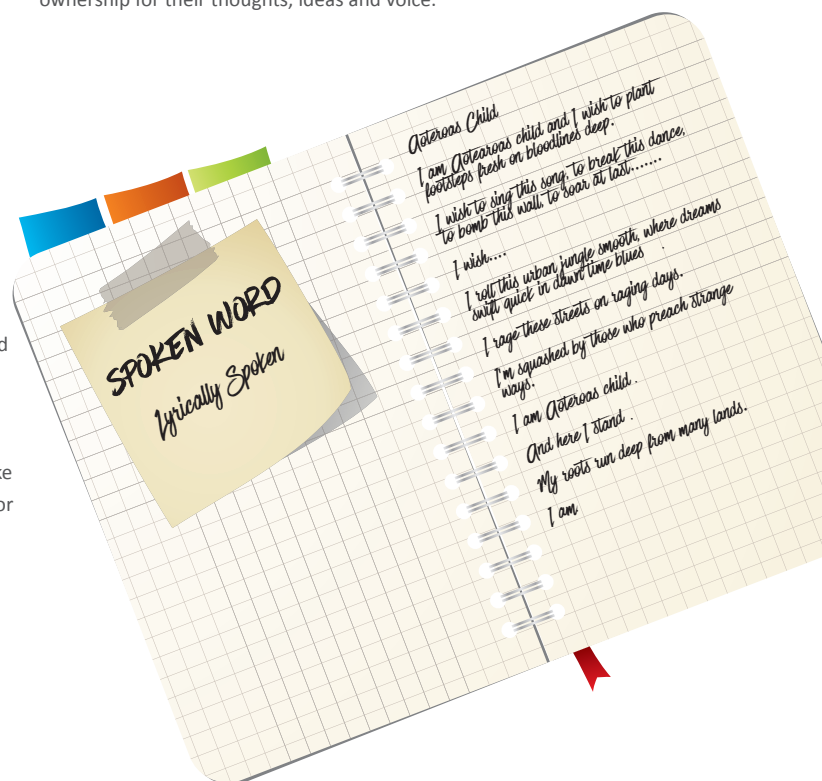 ownership for their thoughts, ideas and voice.
d
ke
or
SPOKEN WORD
Lyrically Spoken
Aoteroas Child
I am Aotearoas child and I wish to plant
footsteps fresh on bloodlines deep.
I wish to sing this song, to break this dance,
to bomb this wall, to soar at last.......
I wish....
I roll this urban jungle smooth, where dreams
swift quick in dawn time blues .
I rage these streets on raging days.
I'm squashed by those who preach strange
ways.
I am Aoteroas child.
And here I stand.
My roots run deep from many lands.
I am